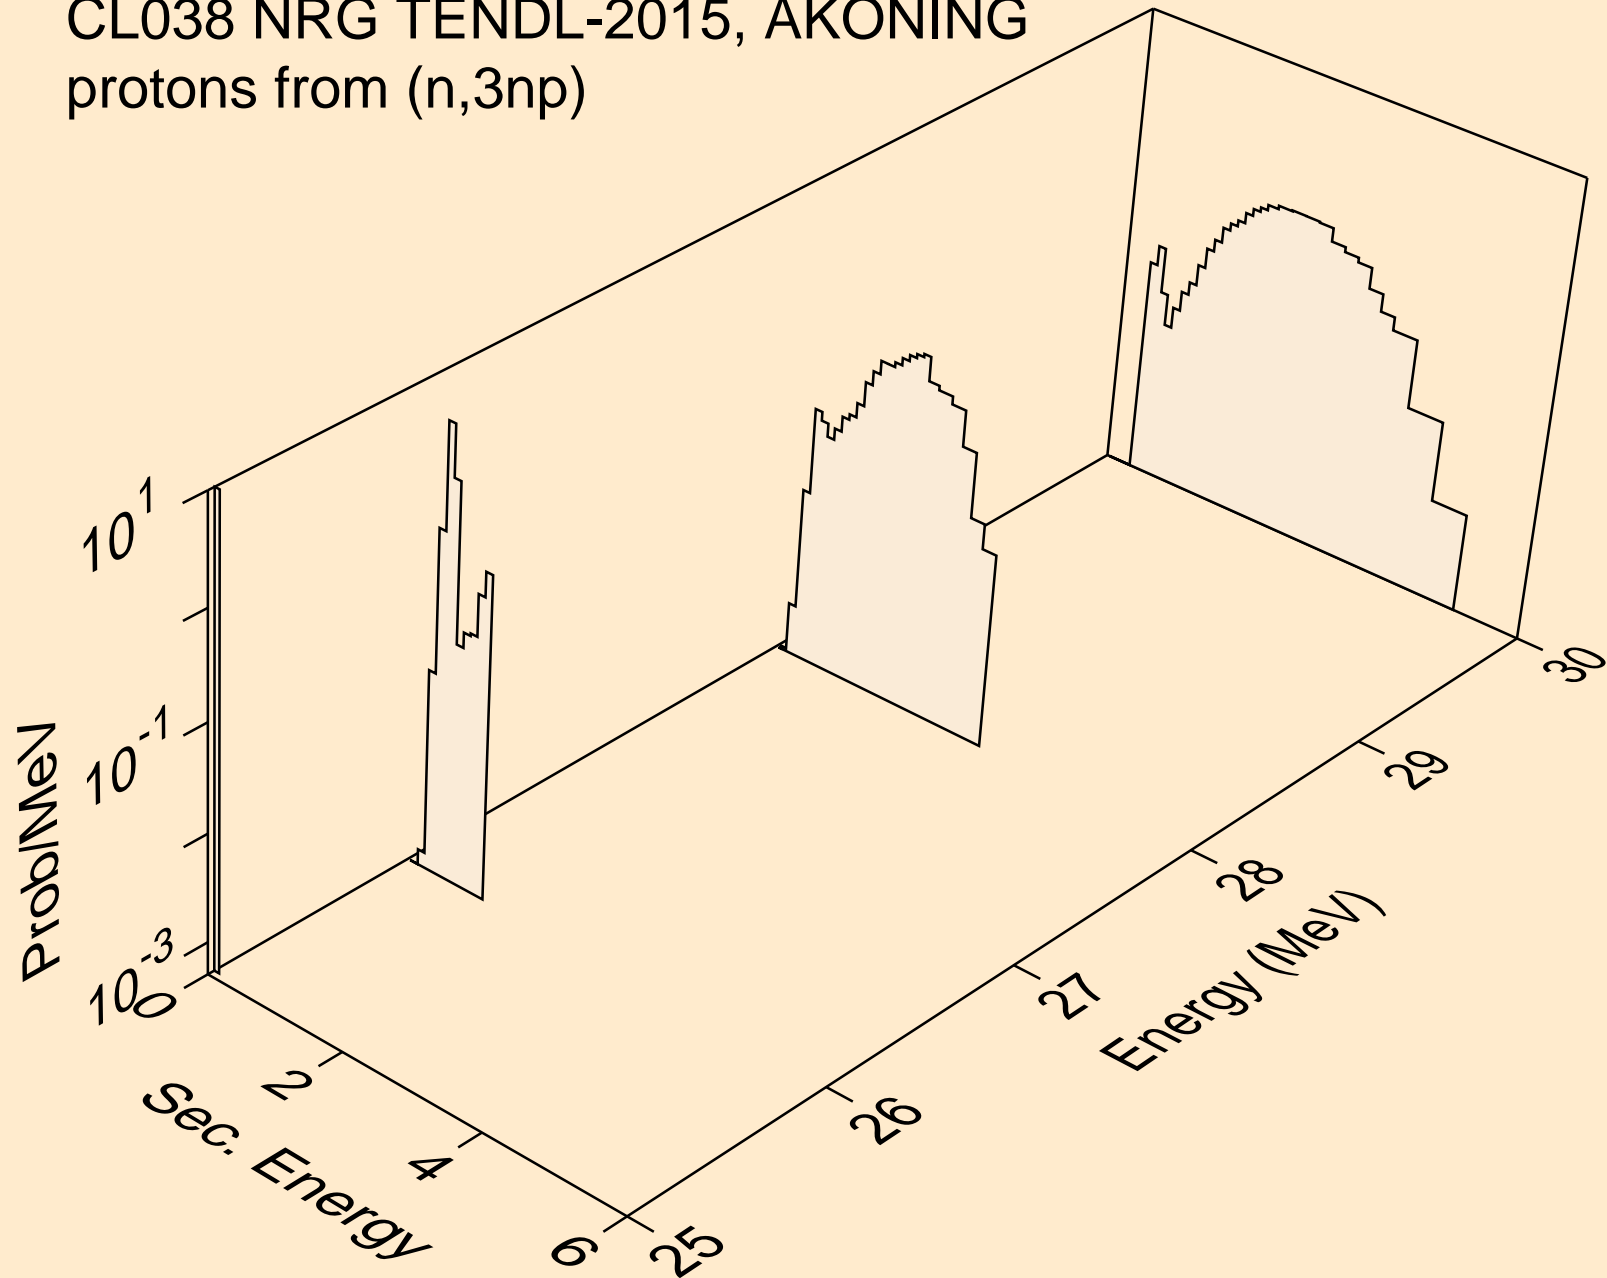 CL038 NRG TENDL-2015, AKONING
protons from (n,3np)
10^1
10^-1
10^-3
Prob/MeV
0
2
4
6
Sec. Energy
25
26
27
28
29
30
Energy (MeV)